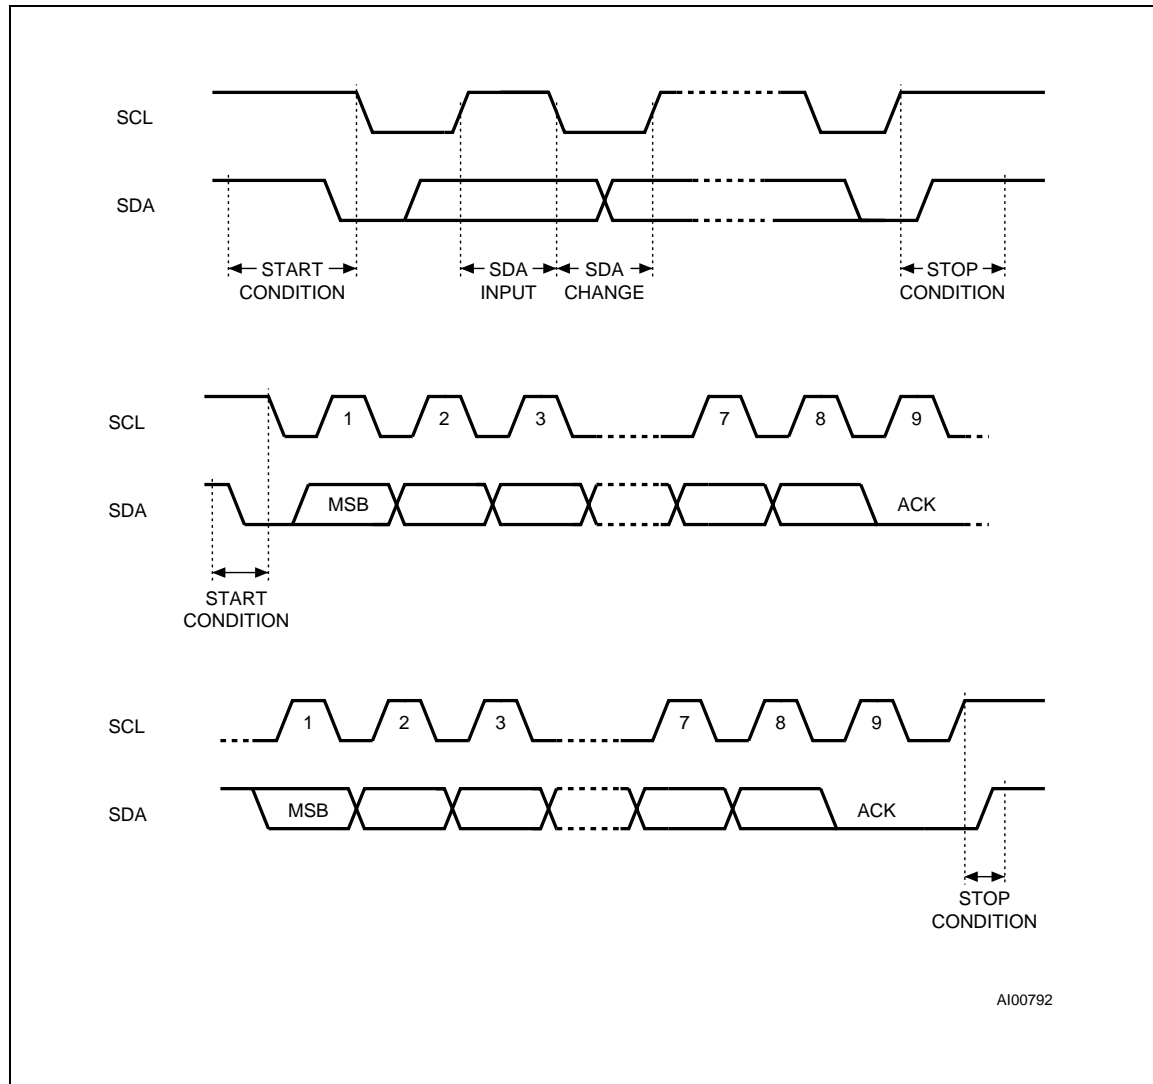 SCL
SDA
START CONDITION
SDA INPUT
SDA CHANGE
STOP CONDITION
SCL
1 2 3 7 8 9
SDA
MSB ACK
START CONDITION
SCL
1 2 3 7 8 9
SDA
MSB ACK
STOP CONDITION
AI00792